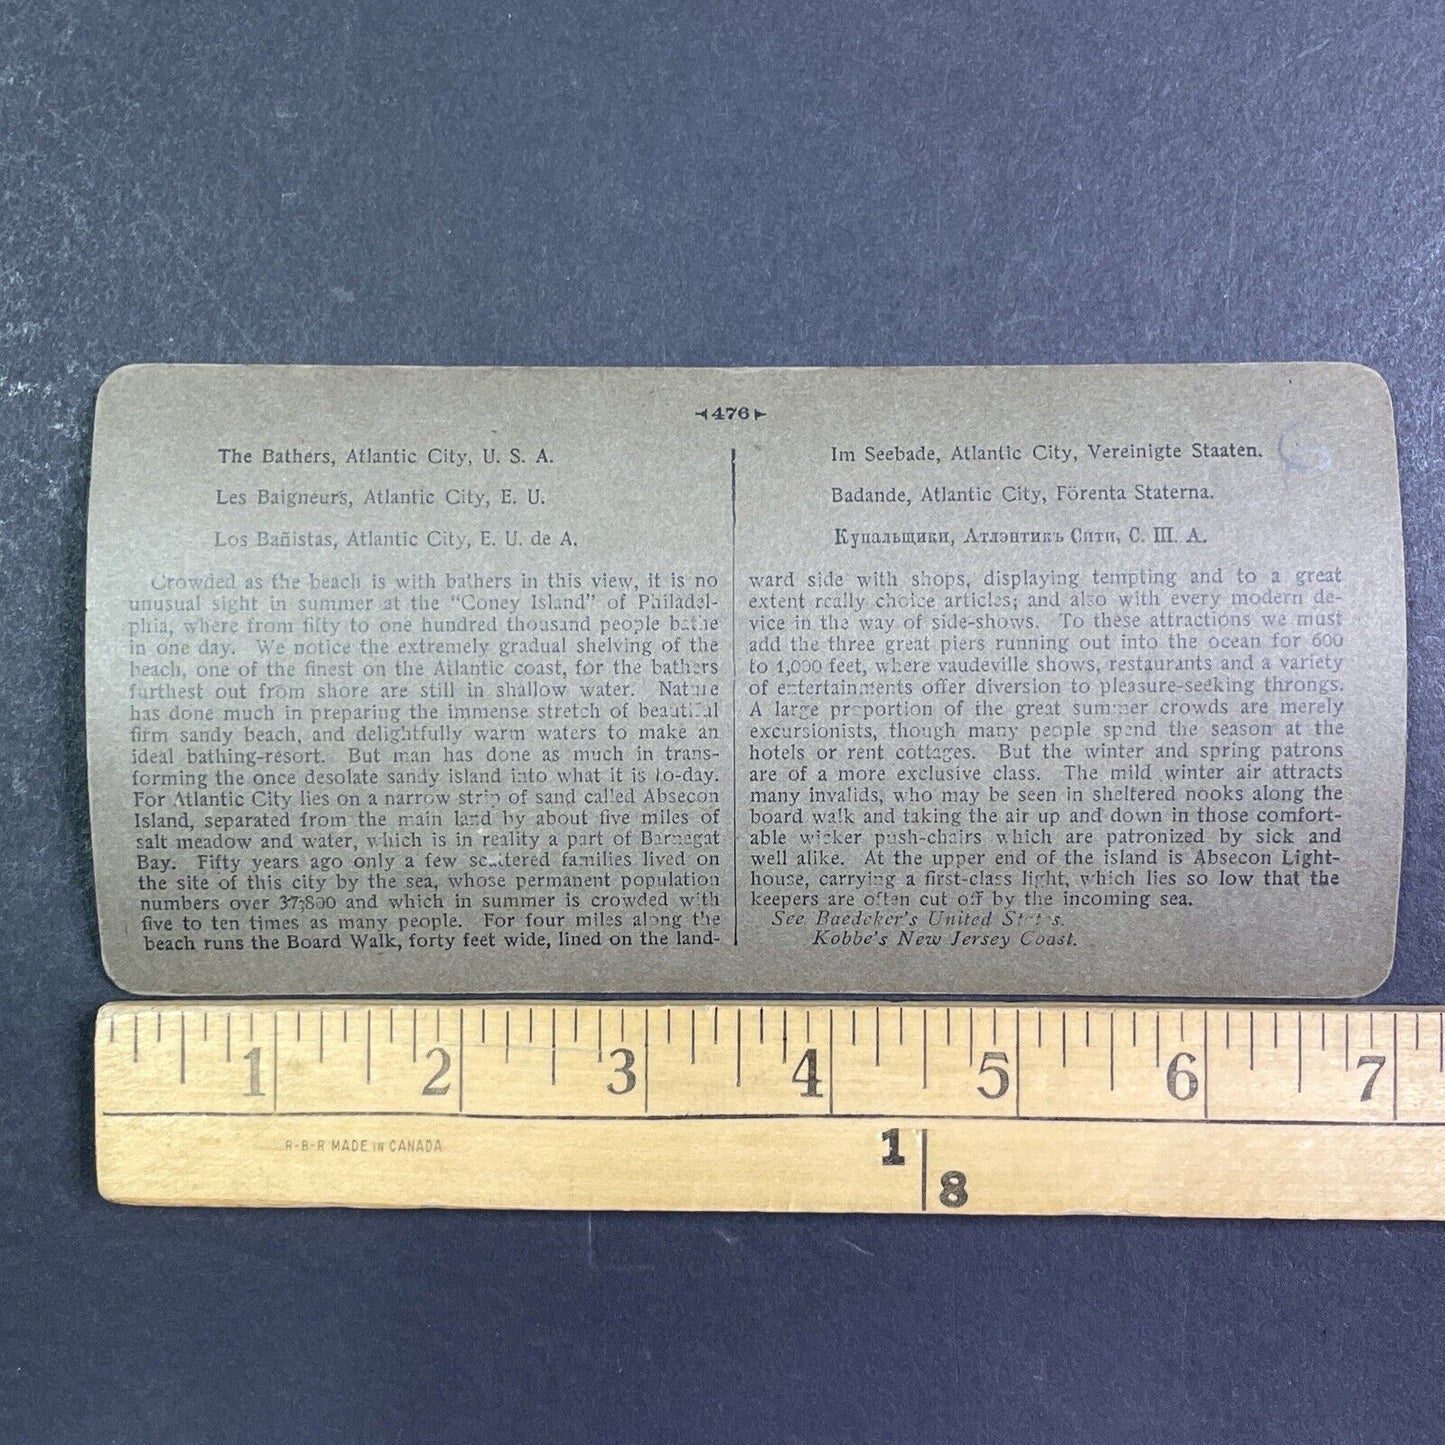 476
The Bathers, Atlantic City, U. S. A.
Les Baigneurs, Atlantic City, E. U.
Los Bañistas, Atlantic City, E. U. de A.
Crowded as the beach is with bathers in this view, it is no
unusual sight in summer at the "Coney Island" of Philadel-
phia, where from fifty to one hundred thousand people bathe
in one day. We notice the extremely gradual shelving of the
beach, one of the finest on the Atlantic coast, for the bathers
furthest out from shore are still in shallow water. Nature
has done much in preparing the immense stretch of beautiful
firm sandy beach, and delightfully warm waters to make an
ideal bathing-resort. But man has done as much in trans-
forming the once desolate sandy island into what it is to-day.
For Atlantic City lies on a narrow strip of sand called Absecon
Island, separated from the main land by about five miles of
salt meadow and water, which is in reality a part of Barnegat
Bay. Fifty years ago only a few scattered families lived on
the site of this city by the sea, whose permanent population
numbers over 37,800 and which in summer is crowded with
five to ten times as many people. For four miles along the
beach runs the Board Walk, forty feet wide, lined on the land-
Im Seebade, Atlantic City, Vereinigte Staaten.
Badande, Atlantic City, Förenta Staterna.
Купальщики, Атлэнтикъ Сити, С. Ш. А.
ward side with shops, displaying tempting and to a great
extent really choice articles; and also with every modern de-
vice in the way of side-shows. To these attractions we must
add the three great piers running out into the ocean for 600
to 1,000 feet, where vaudeville shows, restaurants and a variety
of entertainments offer diversion to pleasure-seeking throngs.
A large proportion of the great summer crowds are merely
excursionists, though many people spend the season at the
hotels or rent cottages. But the winter and spring patrons
are of a more exclusive class. The mild winter air attracts
many invalids, who may be seen in sheltered nooks along the
board walk and taking the air up and down in those comfort-
able wicker push-chairs which are patronized by sick and
well alike. At the upper end of the island is Absecon Light-
house, carrying a first-class light, which lies so low that the
keepers are often cut off by the incoming sea.
See Baedeker's United States.
Kobbe's New Jersey Coast.
1 2 3 4 5 6 7
R-B-R MADE IN CANADA
1 8